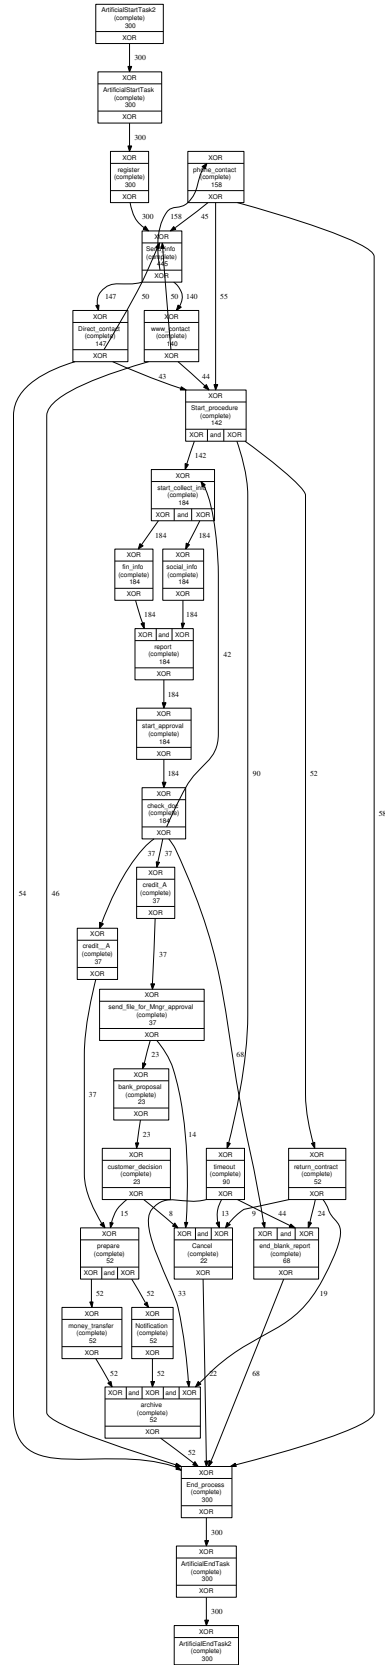 ArtificialStartTask2
(complete)
300
XOR
300
XOR
ArtificialStartTask
(complete)
300
XOR
300
XOR
register
(complete)
300
XOR
XOR
phone_contact
(complete)
158
XOR
300
158
45
XOR
Send_info
(complete)
445
XOR
147
50
50
140
55
XOR
Direct_contact
(complete)
147
XOR
XOR
www_contact
(complete)
140
XOR
43
44
XOR
Start_procedure
(complete)
142
XOR and XOR
142
XOR
start_collect_info
(complete)
184
XOR and XOR
184
184
XOR
fin_info
(complete)
184
XOR
XOR
social_info
(complete)
184
XOR
184
184
XOR and XOR
report
(complete)
184
XOR
42
184
XOR
start_approval
(complete)
184
XOR
184
90
52
58
XOR
check_doc
(complete)
184
XOR
37
37
XOR
credit_A
(complete)
37
XOR
54
46
XOR
credit__A
(complete)
37
XOR
37
XOR
send_file_for_Mngr_approval
(complete)
37
XOR
23
68
XOR
bank_proposal
(complete)
23
XOR
37
14
23
XOR
customer_decision
(complete)
23
XOR
XOR
timeout
(complete)
90
XOR
XOR
return_contract
(complete)
52
XOR
15
8
13
9
44
24
XOR
prepare
(complete)
52
XOR and XOR
XOR and XOR
Cancel
(complete)
22
XOR
XOR and XOR
end_blank_report
(complete)
68
XOR
52
52
33
19
XOR
money_transfer
(complete)
52
XOR
XOR
Notification
(complete)
52
XOR
52
52
22
68
XOR and XOR and XOR
archive
(complete)
52
XOR
52
XOR
End_process
(complete)
300
XOR
300
XOR
ArtificialEndTask
(complete)
300
XOR
300
XOR
ArtificialEndTask2
(complete)
300